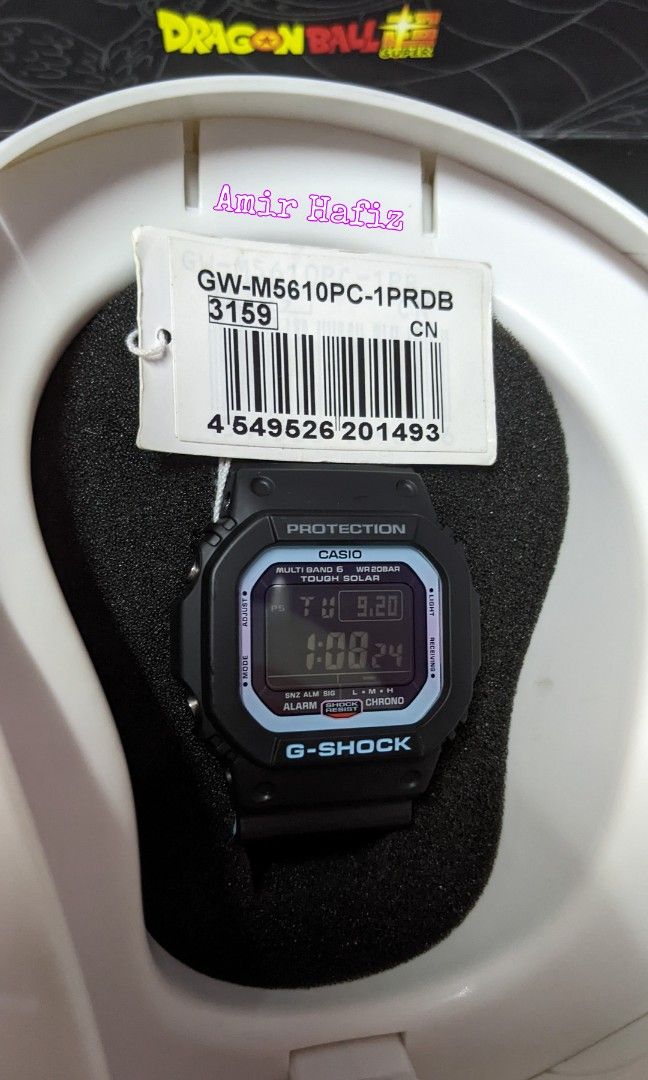 DRAGON BALL SUPER
Amir Hafiz
GW-M5610PC-1PRDB
3159
CN
4 549526 201493
PROTECTION
CASIO
MULTI BAND 6 WR20BAR
TOUGH SOLAR
ADJUST
MODE
LIGHT
RECEIVING
PS TU 9.20
1:08 24
SNZ ALM SIG L • M • H
ALARM SHOCK RESIST CHRONO
G-SHOCK